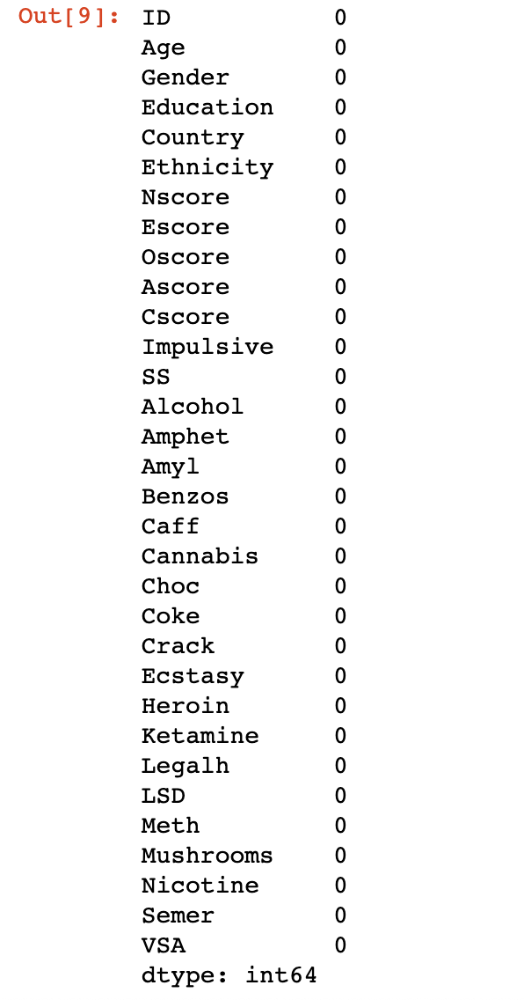 Out[9]: ID 0
Age 0
Gender 0
Education 0
Country 0
Ethnicity 0
Nscore 0
Escore 0
Oscore 0
Ascore 0
Cscore 0
Impulsive 0
SS 0
Alcohol 0
Amphet 0
Amyl 0
Benzos 0
Caff 0
Cannabis 0
Choc 0
Coke 0
Crack 0
Ecstasy 0
Heroin 0
Ketamine 0
Legalh 0
LSD 0
Meth 0
Mushrooms 0
Nicotine 0
Semer 0
VSA 0
dtype: int64